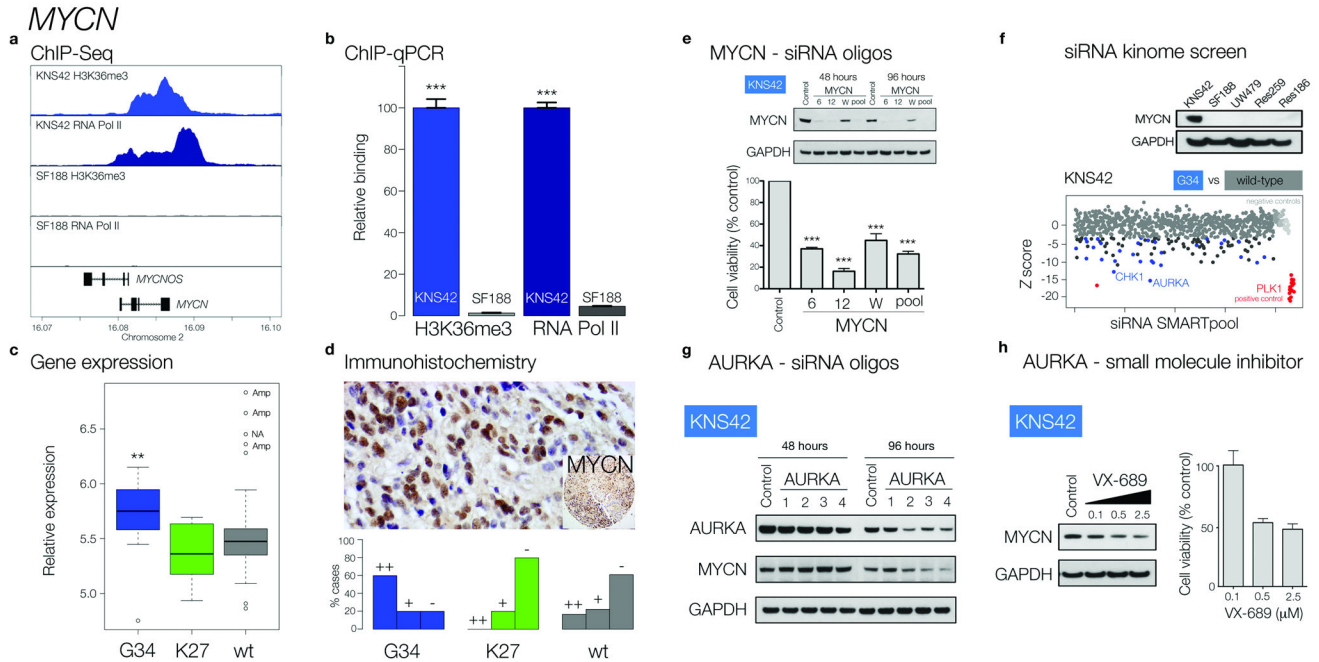 MYCN
a
ChIP-Seq
KNS42 H3K36me3
KNS42 RNA Pol II
SF188 H3K36me3
SF188 RNA Pol II
MYCNOS
MYCN
16.07 16.08 16.09 16.10
Chromosome 2
b
ChIP-qPCR
Relative binding
120
100
80
60
40
20
0
***
***
KNS42 SF188 KNS42 SF188
H3K36me3 RNA Pol II
c
Gene expression
Relative expression
6.5
6.0
5.5
5.0
**
Amp
Amp
NA
Amp
G34 K27 wt
d
Immunohistochemistry
MYCN
% cases
100
80
60
40
20
0
++ + -
++ + -
++ + -
G34 K27 wt
e
MYCN - siRNA oligos
KNS42
48 hours 96 hours
Control MYCN Control MYCN
6 12 W pool 6 12 W pool
MYCN
GAPDH
Cell viability (% control)
100
80
60
40
20
0
*** *** *** ***
Control 6 12 W pool
MYCN
f
siRNA kinome screen
KNS42 SF188 UW479 Res259 Res186
MYCN
GAPDH
KNS42 G34 vs wild-type
negative controls
Z score
0
-5
-10
-15
-20
CHK1
AURKA
PLK1
positive control
siRNA SMARTpool
g
AURKA - siRNA oligos
KNS42
48 hours 96 hours
Control AURKA Control AURKA
1 2 3 4 1 2 3 4
AURKA
MYCN
GAPDH
h
AURKA - small molecule inhibitor
KNS42
Control VX-689
0.1 0.5 2.5
MYCN
GAPDH
Cell viability (% control)
100
50
0
0.1 0.5 2.5
VX-689 (μM)